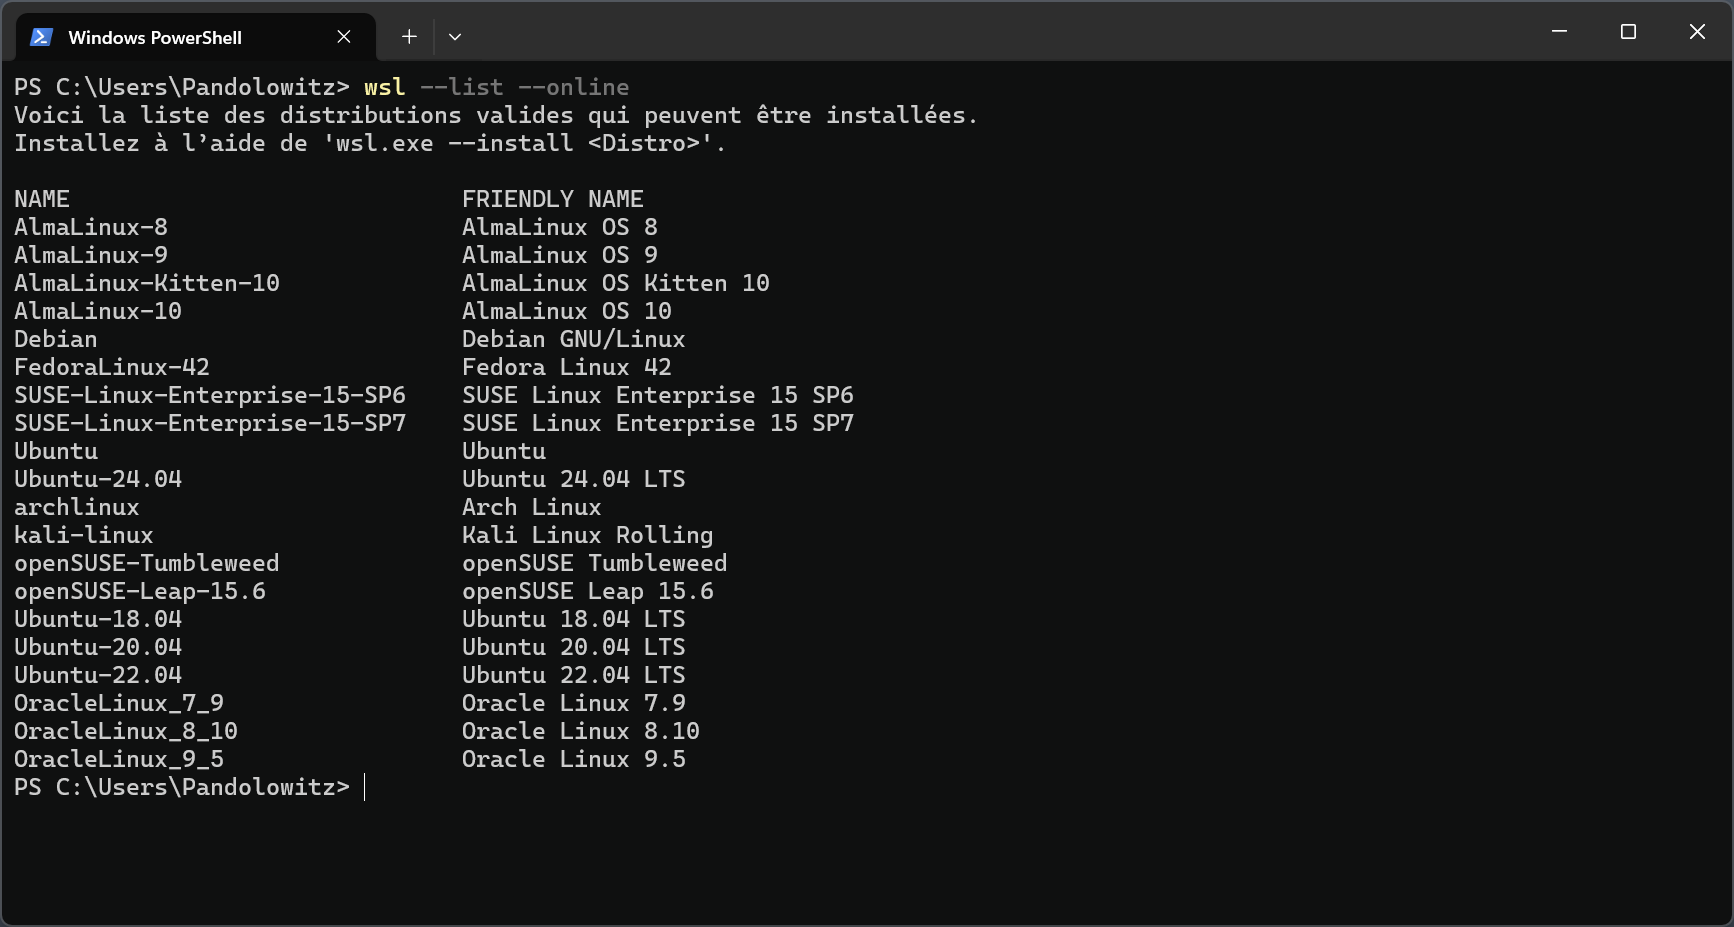 Windows PowerShell
PS C:\Users\Pandolowitz> wsl --list --online
Voici la liste des distributions valides qui peuvent être installées.
Installez à l’aide de 'wsl.exe --install <Distro>'.
NAME                            FRIENDLY NAME
AlmaLinux-8                     AlmaLinux OS 8
AlmaLinux-9                     AlmaLinux OS 9
AlmaLinux-Kitten-10             AlmaLinux OS Kitten 10
AlmaLinux-10                    AlmaLinux OS 10
Debian                          Debian GNU/Linux
FedoraLinux-42                  Fedora Linux 42
SUSE-Linux-Enterprise-15-SP6    SUSE Linux Enterprise 15 SP6
SUSE-Linux-Enterprise-15-SP7    SUSE Linux Enterprise 15 SP7
Ubuntu                          Ubuntu
Ubuntu-24.04                    Ubuntu 24.04 LTS
archlinux                       Arch Linux
kali-linux                      Kali Linux Rolling
openSUSE-Tumbleweed             openSUSE Tumbleweed
openSUSE-Leap-15.6              openSUSE Leap 15.6
Ubuntu-18.04                    Ubuntu 18.04 LTS
Ubuntu-20.04                    Ubuntu 20.04 LTS
Ubuntu-22.04                    Ubuntu 22.04 LTS
OracleLinux_7_9                 Oracle Linux 7.9
OracleLinux_8_10                Oracle Linux 8.10
OracleLinux_9_5                 Oracle Linux 9.5
PS C:\Users\Pandolowitz>